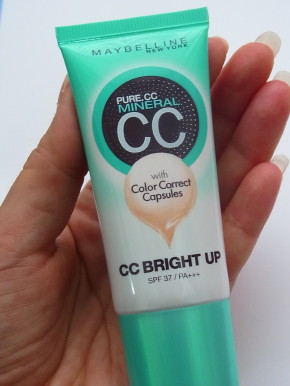 MAYBELLINE
NEW YORK
PURE.CC
MINERAL
CC
with
Color Correct
Capsules
CC BRIGHT UP
SPF 37 / PA+++